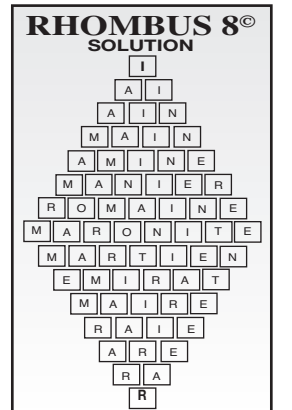 RHOMBUS 8©
SOLUTION
I
A I
A I N
M A I N
A M I N E
M A N I E R
R O M A I N E
M A R O N I T E
M A R T I E N
E M I R A T
M A I R E
R A I E
A R E
R A
R